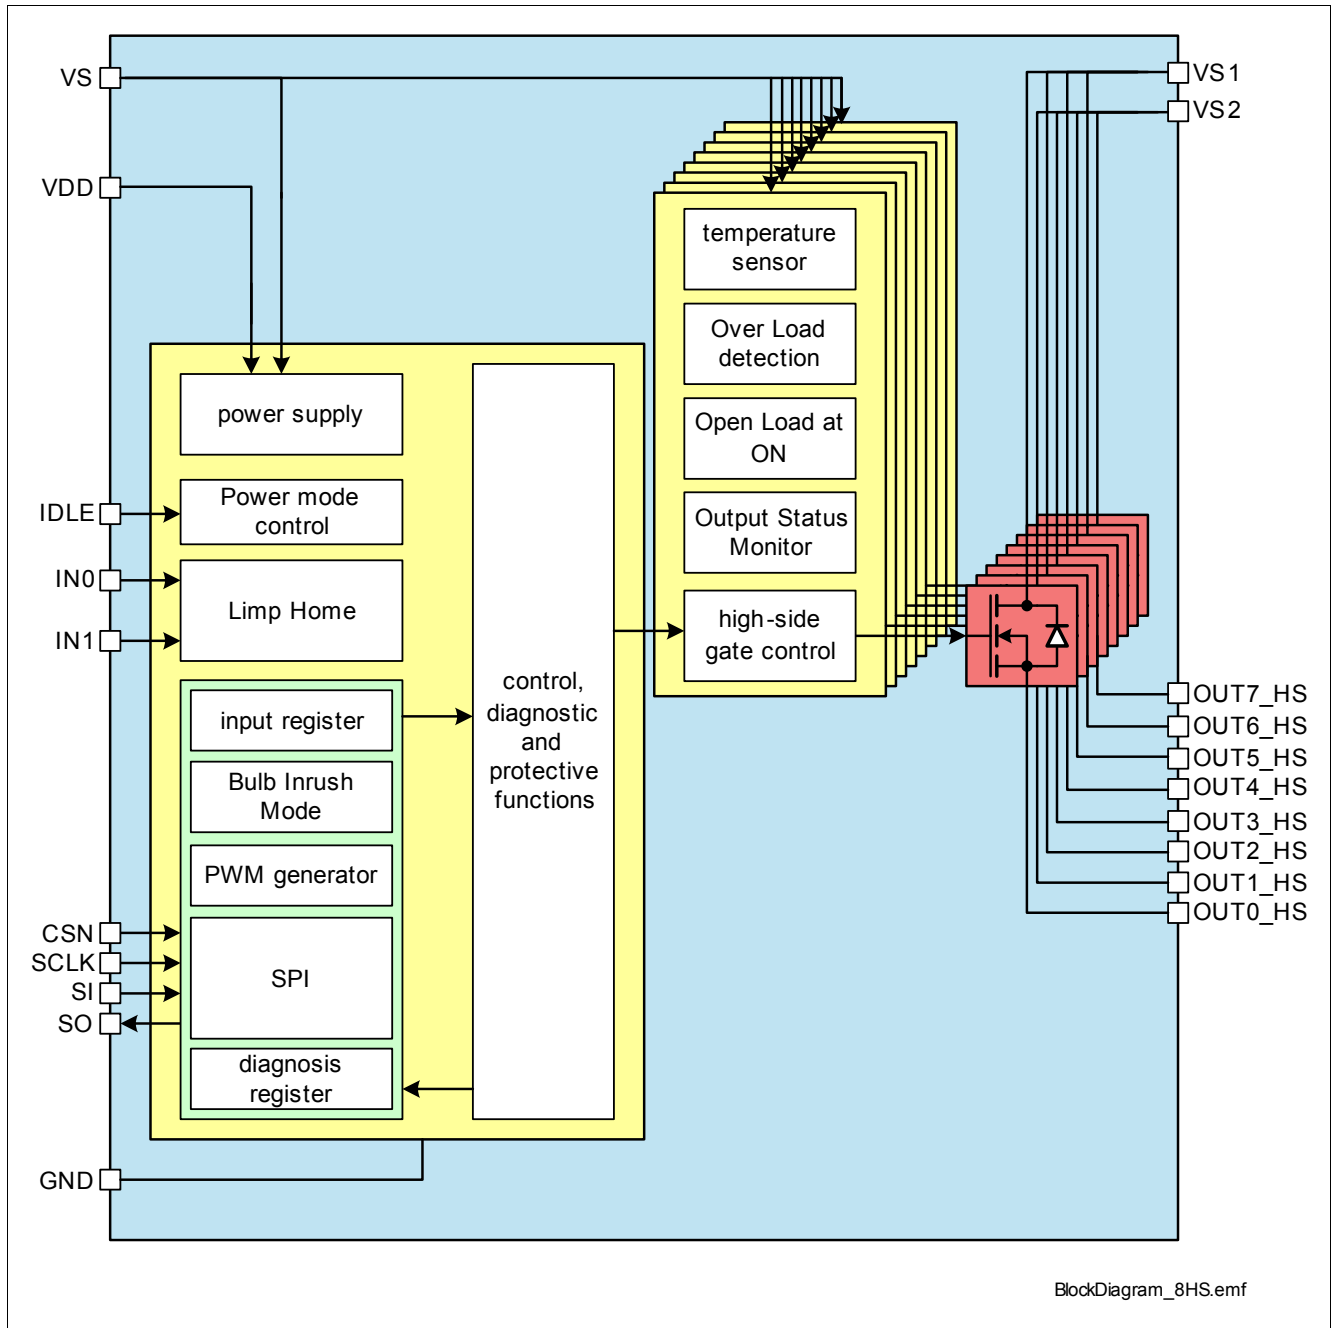 VS
VS1
VS2
VDD
temperature
sensor
Over Load
detection
Open Load at
ON
Output Status
Monitor
high-side
gate control
power supply
IDLE
Power mode
control
IN0
IN1
Limp Home
control,
diagnostic
and
protective
functions
input register
Bulb Inrush
Mode
PWM generator
CSN
SCLK
SI
SO
SPI
diagnosis
register
GND
OUT7_HS
OUT6_HS
OUT5_HS
OUT4_HS
OUT3_HS
OUT2_HS
OUT1_HS
OUT0_HS
BlockDiagram_8HS.emf